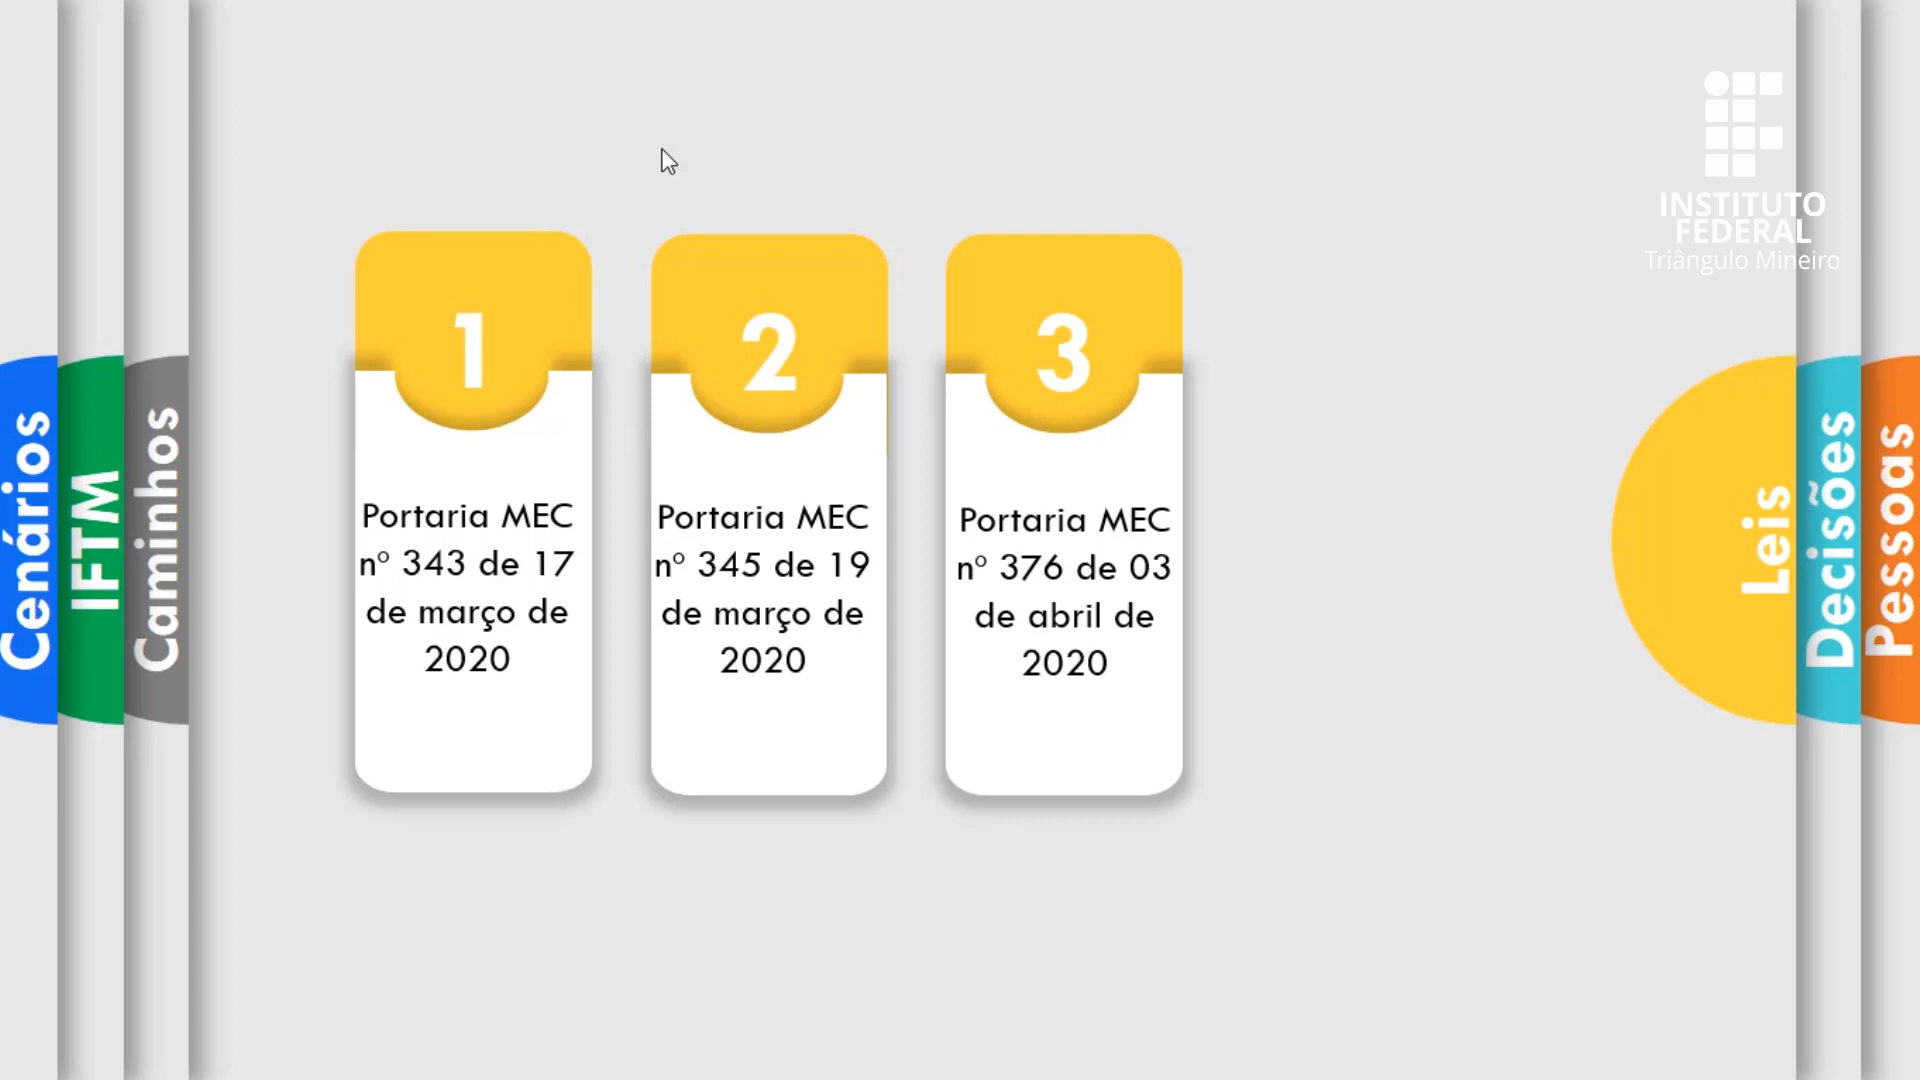 Cenários
IFTM
Caminhos
1
Portaria MEC
nº 343 de 17
de março de
2020
2
Portaria MEC
nº 345 de 19
de março de
2020
3
Portaria MEC
nº 376 de 03
de abril de
2020
INSTITUTO
FEDERAL
Triângulo Mineiro
Leis
Decisões
Pessoas